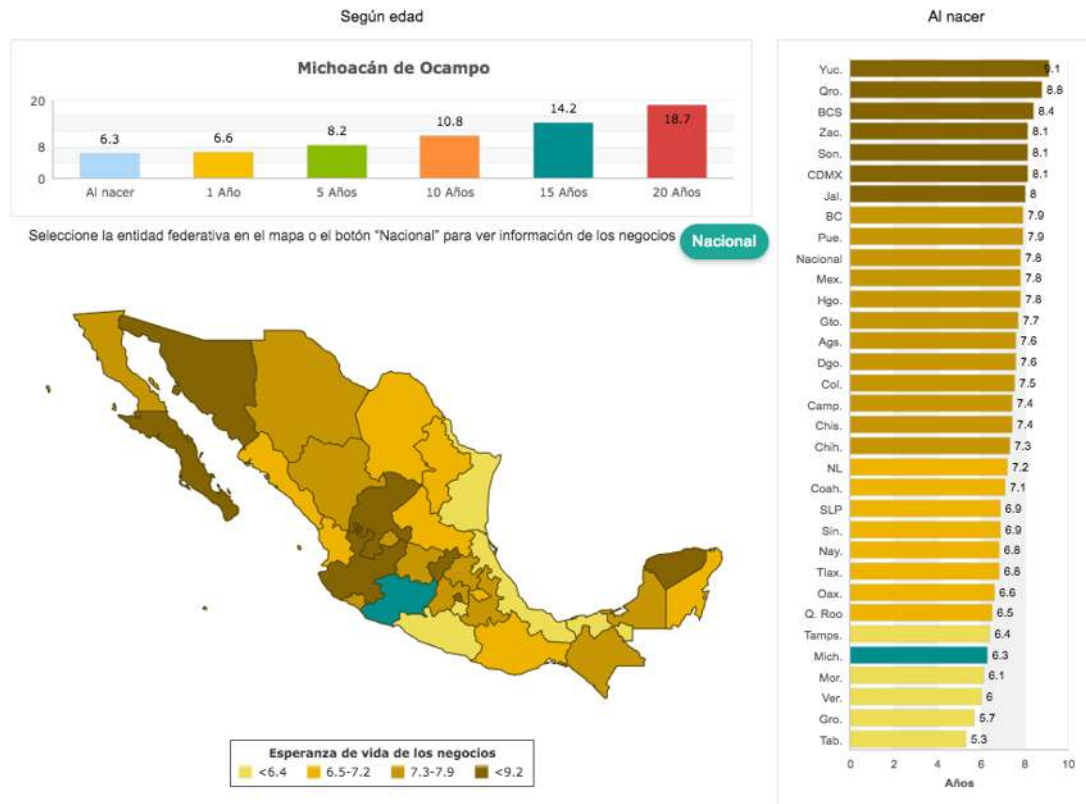 Según edad
Michoacán de Ocampo
20
8
0
6.3
6.6
8.2
10.8
14.2
18.7
Al nacer
1 Año
5 Años
10 Años
15 Años
20 Años
Seleccione la entidad federativa en el mapa o el botón "Nacional" para ver información de los negocios
Nacional
Esperanza de vida de los negocios
<6.4 6.5-7.2 7.3-7.9 <9.2
Al nacer
Yuc. 9.1
Qro. 8.8
BCS 8.4
Zac. 8.1
Son. 8.1
CDMX 8.1
Jal. 8
BC 7.9
Pue. 7.9
Nacional 7.8
Mex. 7.8
Hgo. 7.8
Gto. 7.7
Ags. 7.6
Dgo. 7.6
Col. 7.5
Camp. 7.4
Chis. 7.4
Chih. 7.3
NL 7.2
Coah. 7.1
SLP 6.9
Sin. 6.9
Nay. 6.8
Tlax. 6.8
Oax. 6.6
Q. Roo 6.5
Tamps. 6.4
Mich. 6.3
Mor. 6.1
Ver. 6
Gro. 5.7
Tab. 5.3
0 2 4 6 8 10
Años